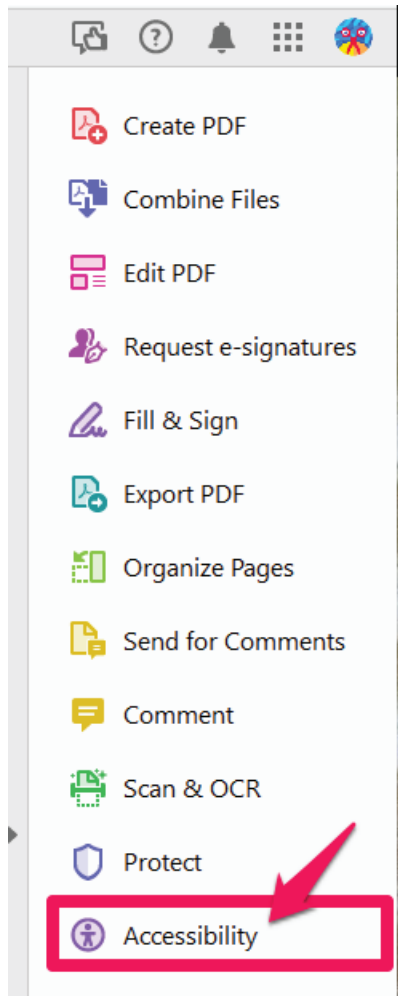 Create PDF
Combine Files
Edit PDF
Request e-signatures
Fill & Sign
Export PDF
Organize Pages
Send for Comments
Comment
Scan & OCR
Protect
Accessibility